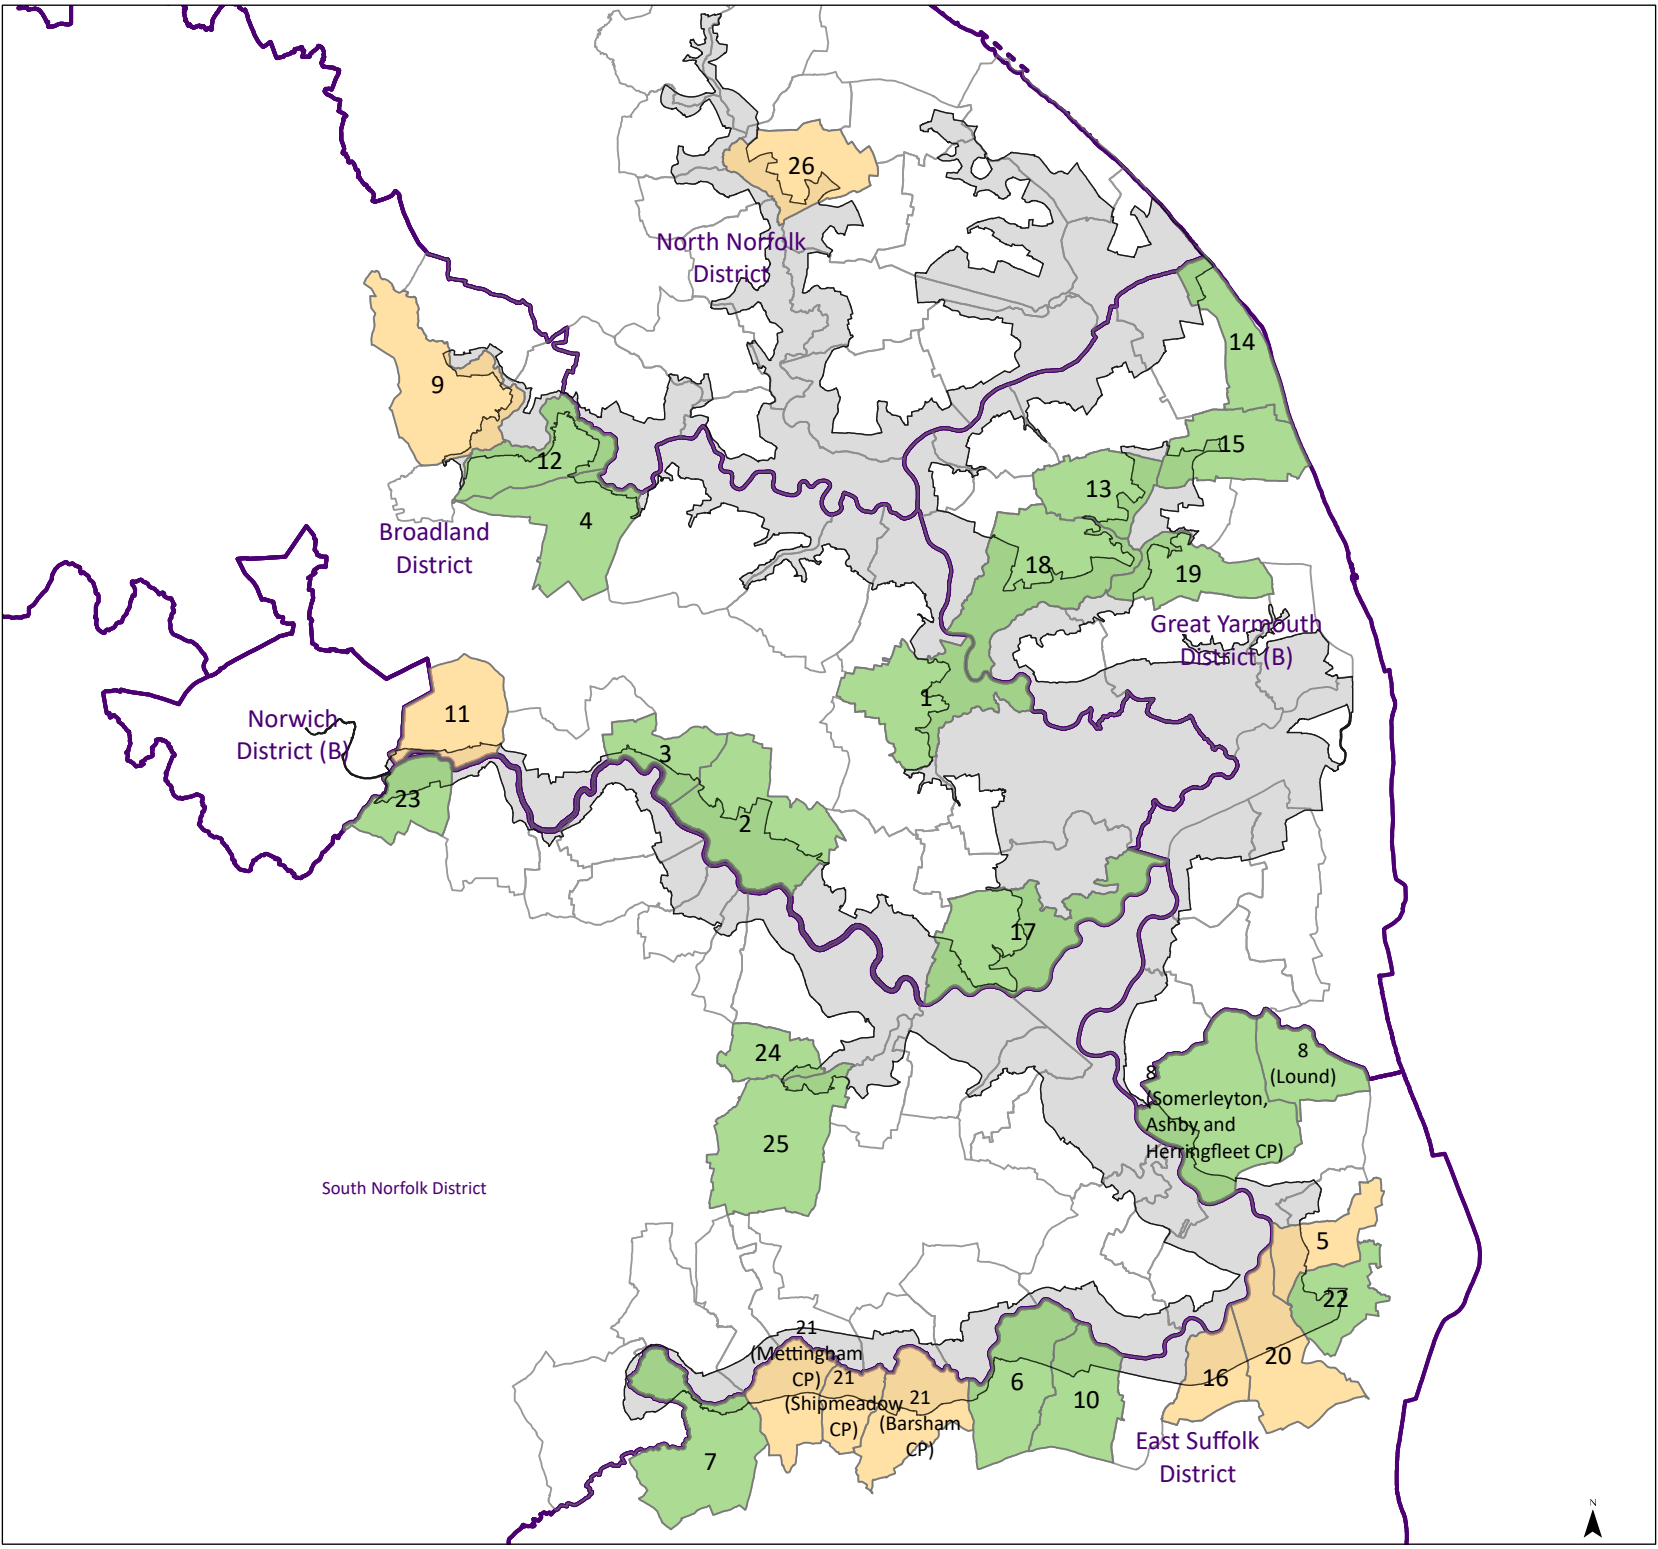 26
North Norfolk
District
14
9
15
12
13
4
Broadland
District
18
19
Great Yarmouth
District (B)
1
11
Norwich
District (B)
3
23
2
17
24
8
(Lound)
8
(Somerleyton,
Ashby and
Herringfleet CP)
25
South Norfolk District
5
22
21
(Mettingham
CP)
21
(Shipmeadow
CP)
21
(Barsham
CP)
6
10
16
20
7
East Suffolk
District
N